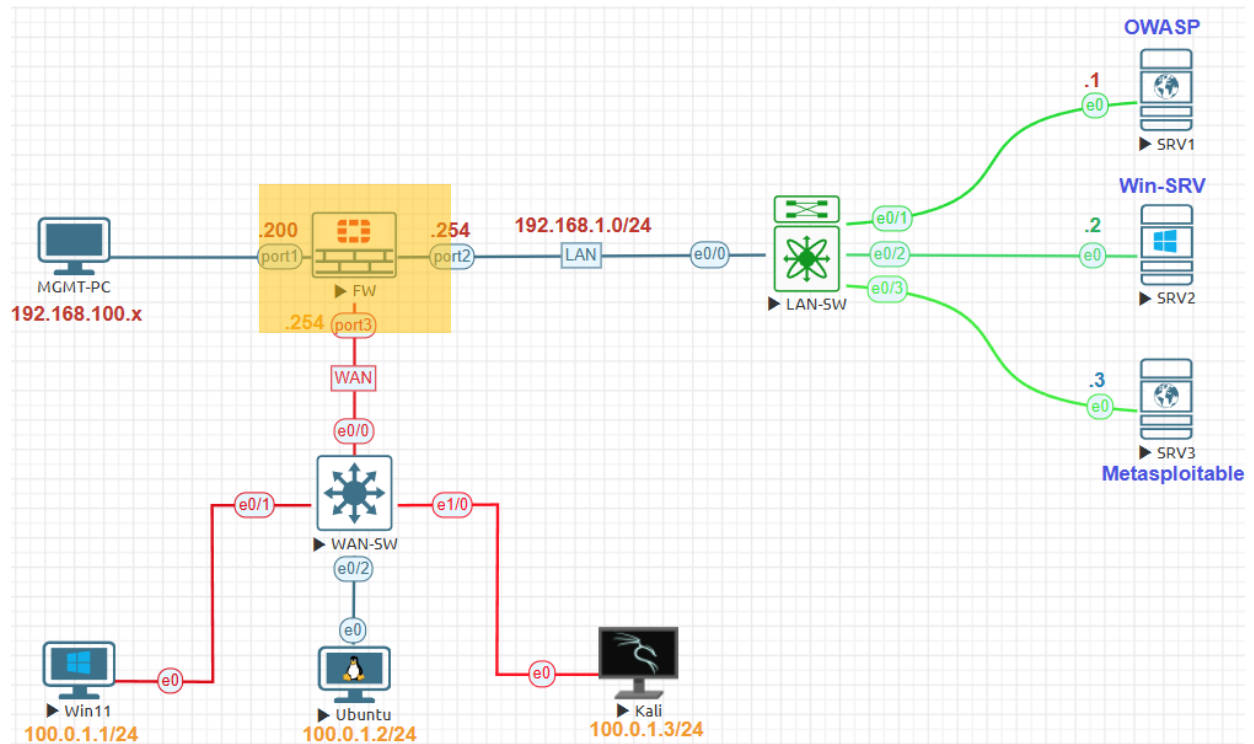 OWASP
.1
e0
SRV1
Win-SRV
.200
.254
192.168.1.0/24
e0/1
.2
port1
port2
LAN
e0/0
e0/2
e0
MGMT-PC
FW
e0/3
SRV2
192.168.100.x
LAN-SW
.254
port3
WAN
.3
e0
e0/0
SRV3
Metasploitable
e0/1
e1/0
WAN-SW
e0/2
e0
e0
e0
Win11
Ubuntu
Kali
100.0.1.1/24
100.0.1.2/24
100.0.1.3/24